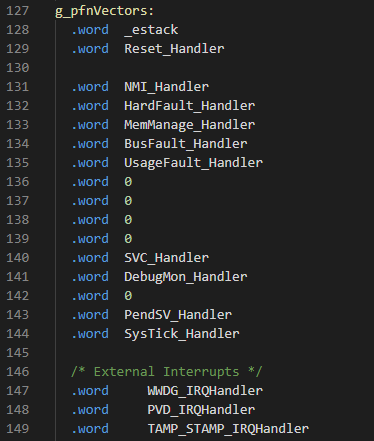 127 g_pfnVectors:
128 .word _estack
129 .word Reset_Handler
130
131 .word NMI_Handler
132 .word HardFault_Handler
133 .word MemManage_Handler
134 .word BusFault_Handler
135 .word UsageFault_Handler
136 .word 0
137 .word 0
138 .word 0
139 .word 0
140 .word SVC_Handler
141 .word DebugMon_Handler
142 .word 0
143 .word PendSV_Handler
144 .word SysTick_Handler
145
146 /* External Interrupts */
147 .word WWDG_IRQHandler
148 .word PVD_IRQHandler
149 .word TAMP_STAMP_IRQHandler